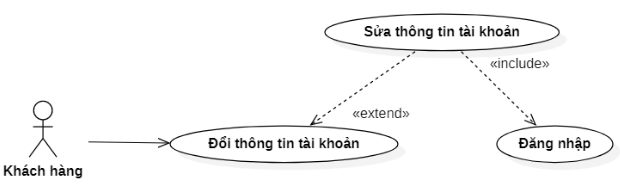 Sửa thông tin tài khoản
«include»
«extend»
Đổi thông tin tài khoản
Đăng nhập
Khách hàng